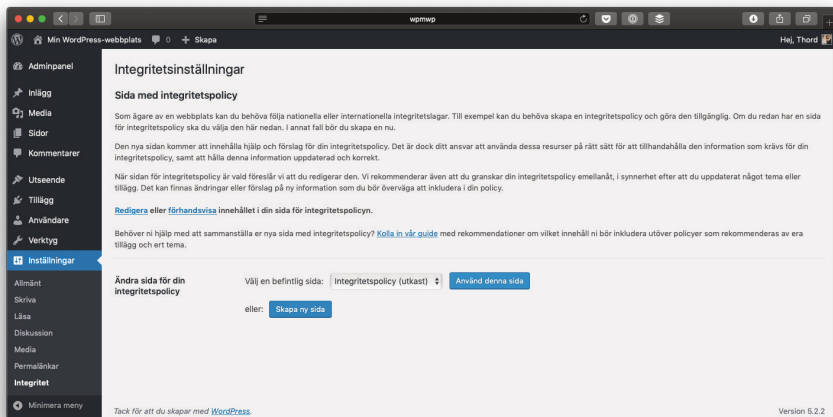 wpmwp
Min WordPress-webbplats 0 + Skapa
Hej, Thord
Adminpanel
Inlägg
Media
Sidor
Kommentarer
Utseende
Tillägg
Användare
Verktyg
Inställningar
Allmänt
Skriva
Läsa
Diskussion
Media
Permalänkar
Integritet
Minimera meny
Integritetsinställningar
Sida med integritetspolicy
Som ägare av en webbplats kan du behöva följa nationella eller internationella integritetslagar. Till exempel kan du behöva skapa en integritetspolicy och göra den tillgänglig. Om du redan har en sida
för integritetspolicy ska du välja den här nedan. I annat fall bör du skapa en nu.
Den nya sidan kommer att innehålla hjälp och förslag för din integritetspolicy. Det är dock ditt ansvar att använda dessa resurser på rätt sätt för att tillhandahålla den information som krävs för din
integritetspolicy, samt att hålla denna information uppdaterad och korrekt.
När sidan för integritetspolicy är vald föreslår vi att du redigerar den. Vi rekommenderar även att du granskar din integritetspolicy emellanåt, i synnerhet efter att du uppdaterat något tema eller
tillägg. Det kan finnas ändringar eller förslag på ny information som du bör överväga att inkludera i din policy.
Redigera eller förhandsvisa innehållet i din sida för integritetspolicyn.
Behöver ni hjälp med att sammanställa er nya sida med integritetspolicy? Kolla in vår guide med rekommendationer om vilket innehåll ni bör inkludera utöver policyer som rekommenderas av era
tillägg och ert tema.
Ändra sida för din
integritetspolicy
Välj en befintlig sida: Integritetspolicy (utkast) Använd denna sida
eller: Skapa ny sida
Tack för att du skapar med WordPress.
Version 5.2.2